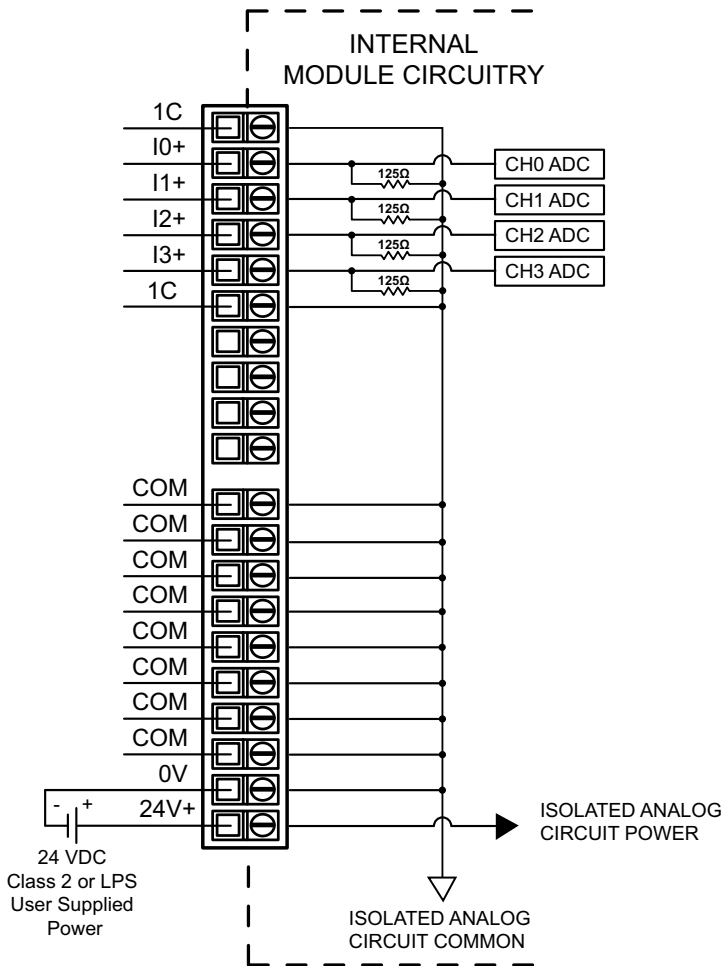 INTERNAL
MODULE CIRCUITRY
1C
I0+
125Ω
CH0 ADC
I1+
125Ω
CH1 ADC
I2+
125Ω
CH2 ADC
I3+
125Ω
CH3 ADC
1C
COM
COM
COM
COM
COM
COM
COM
COM
0V
- +
24V+
24 VDC
Class 2 or LPS
User Supplied
Power
ISOLATED ANALOG
CIRCUIT POWER
ISOLATED ANALOG
CIRCUIT COMMON